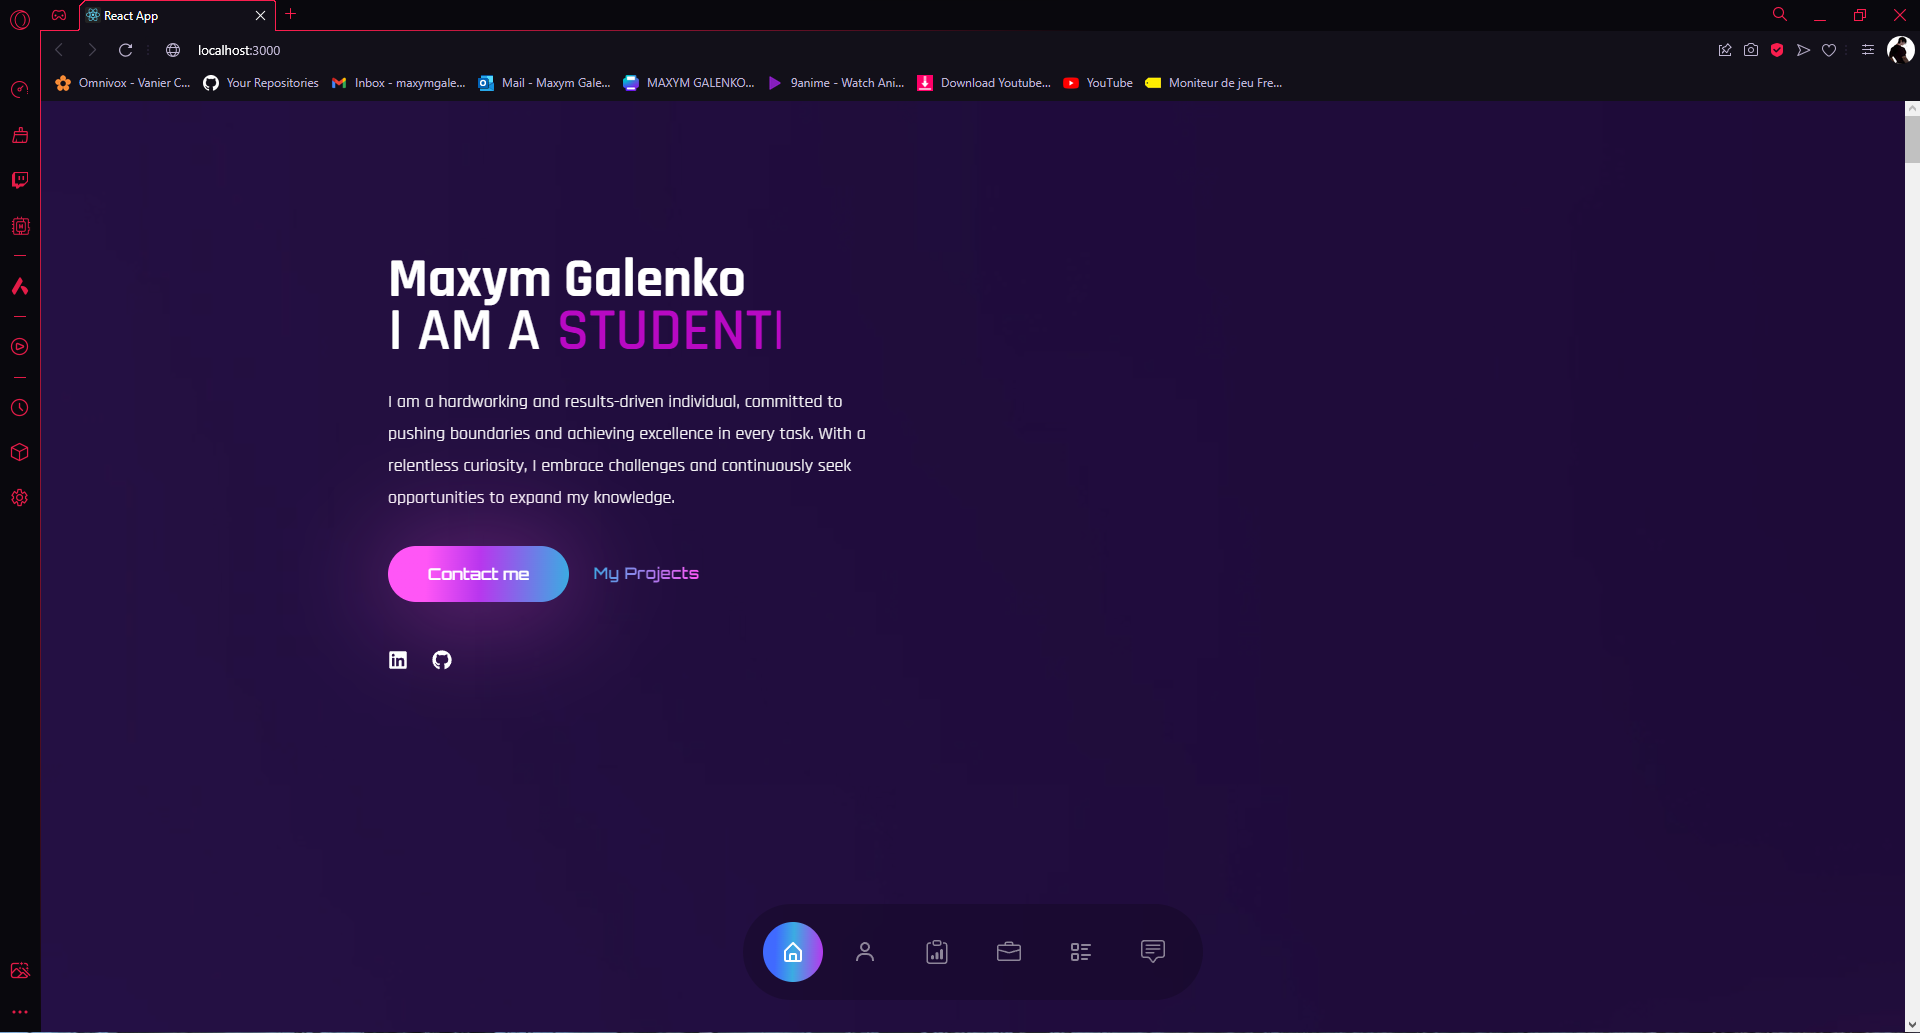 React App
localhost:3000
Omnivox - Vanier C...
Your Repositories
Inbox - maxymgale...
Mail - Maxym Gale...
MAXYM GALENKO...
9anime - Watch Ani...
Download Youtube...
YouTube
Moniteur de jeu Fre...
Maxym Galenko
I AM A STUDENT|
I am a hardworking and results-driven individual, committed to
pushing boundaries and achieving excellence in every task. With a
relentless curiosity, I embrace challenges and continuously seek
opportunities to expand my knowledge.
Contact me
My Projects
in